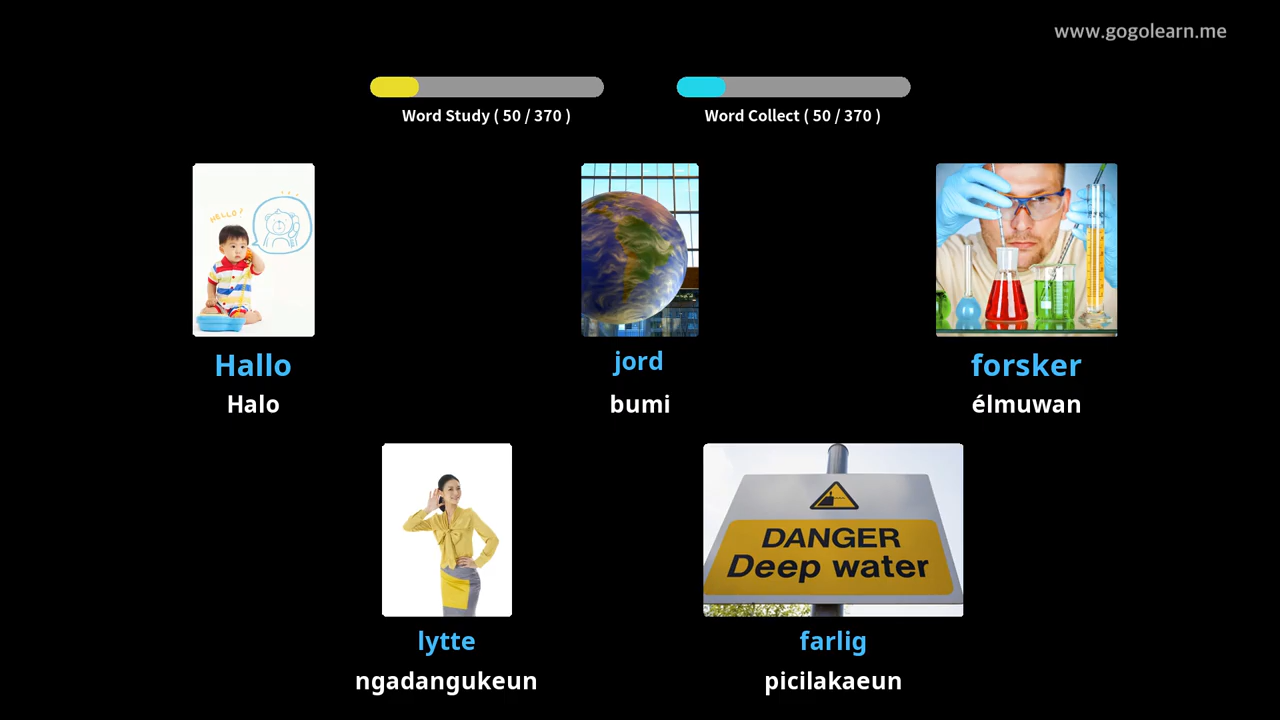 www.gogolearn.me
Word Study ( 50 / 370 )
Word Collect ( 50 / 370 )
HELLO!
Hallo
Halo
jord
bumi
forsker
élmuwan
DANGER
Deep water
lytte
ngadangukeun
farlig
picilakaeun